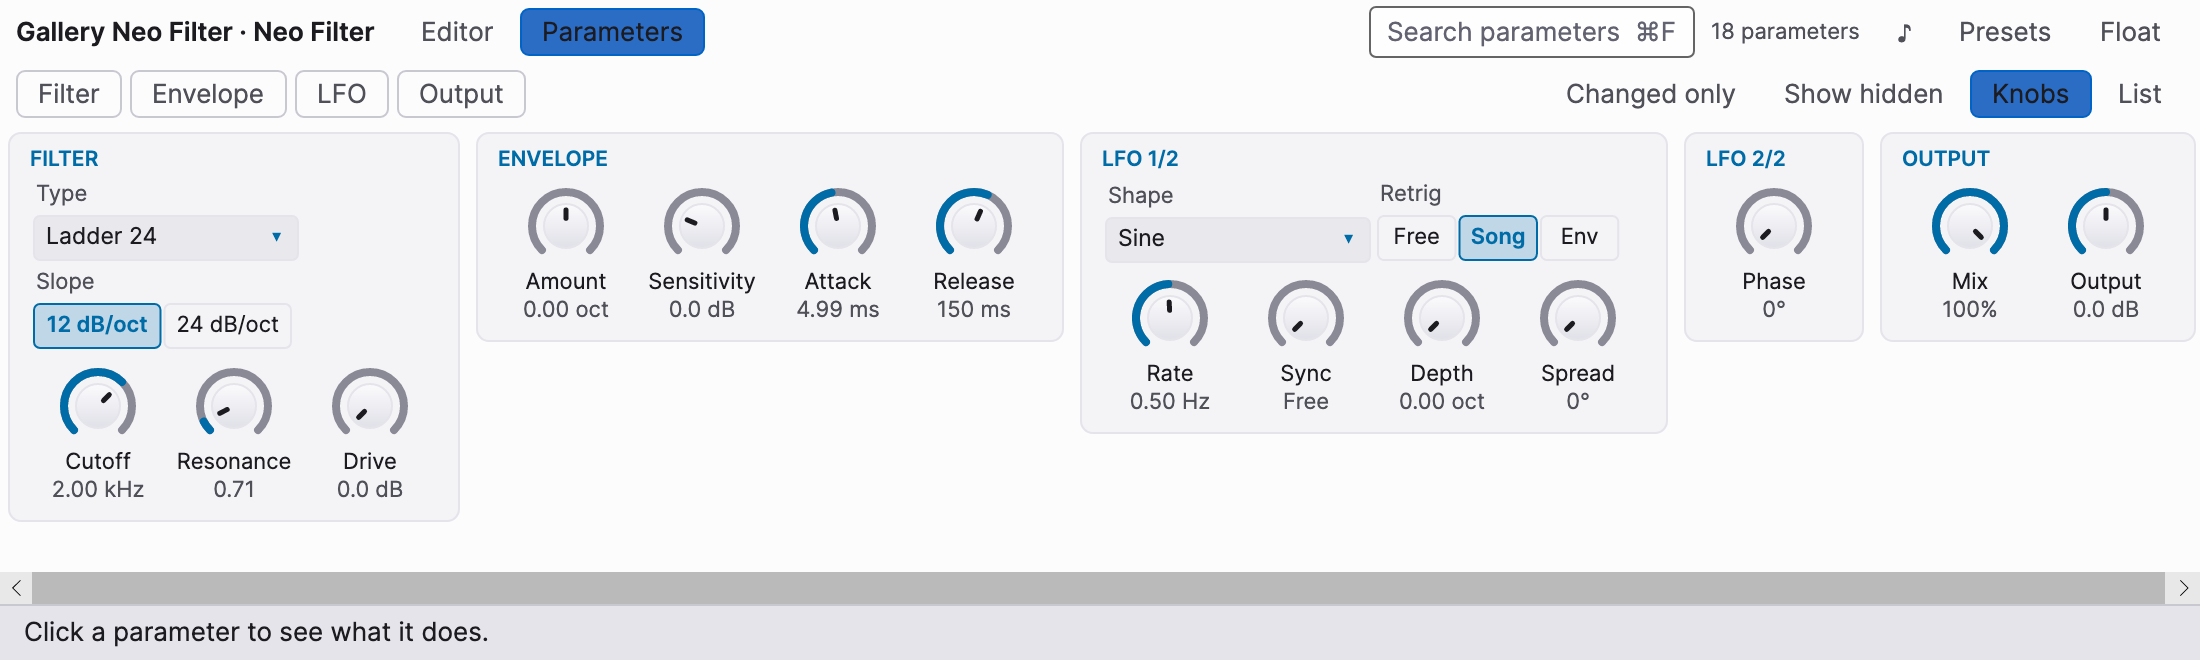 Gallery Neo Filter · Neo Filter
Editor
Parameters
Search parameters ⌘F
18 parameters
Presets
Float
Filter
Envelope
LFO
Output
Changed only
Show hidden
Knobs
List
FILTER
Type
Ladder 24
Slope
12 dB/oct
24 dB/oct
Cutoff
2.00 kHz
Resonance
0.71
Drive
0.0 dB
ENVELOPE
Amount
0.00 oct
Sensitivity
0.0 dB
Attack
4.99 ms
Release
150 ms
LFO 1/2
Shape
Sine
Retrig
Free
Song
Env
Rate
0.50 Hz
Sync
Free
Depth
0.00 oct
Spread
0°
LFO 2/2
Phase
0°
OUTPUT
Mix
100%
Output
0.0 dB
Click a parameter to see what it does.